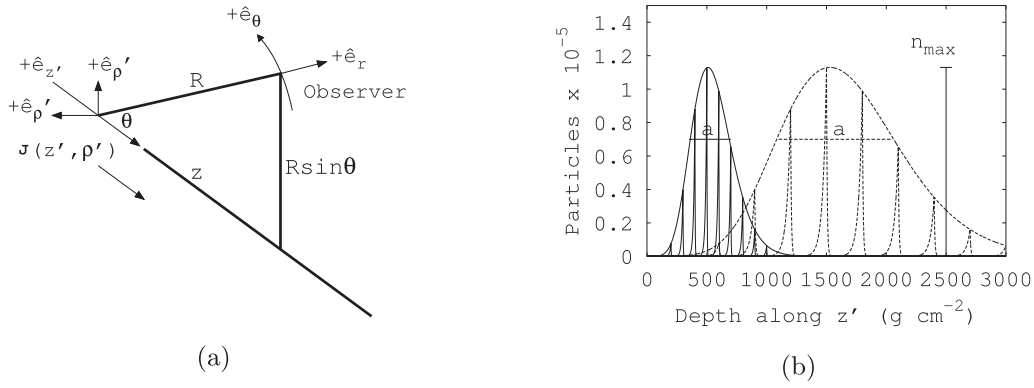 +ê_θ
+ê_r
Observer
+ê_z'
+ê_ρ'
R
+ê_ρ'
θ
J(z',ρ')
z
Rsinθ
(a)
Particles x 10^-5
1.4
1.2
1
0.8
0.6
0.4
0.2
0
n_max
a
a
0 500 1000 1500 2000 2500 3000
Depth along z' (g cm^-2)
(b)